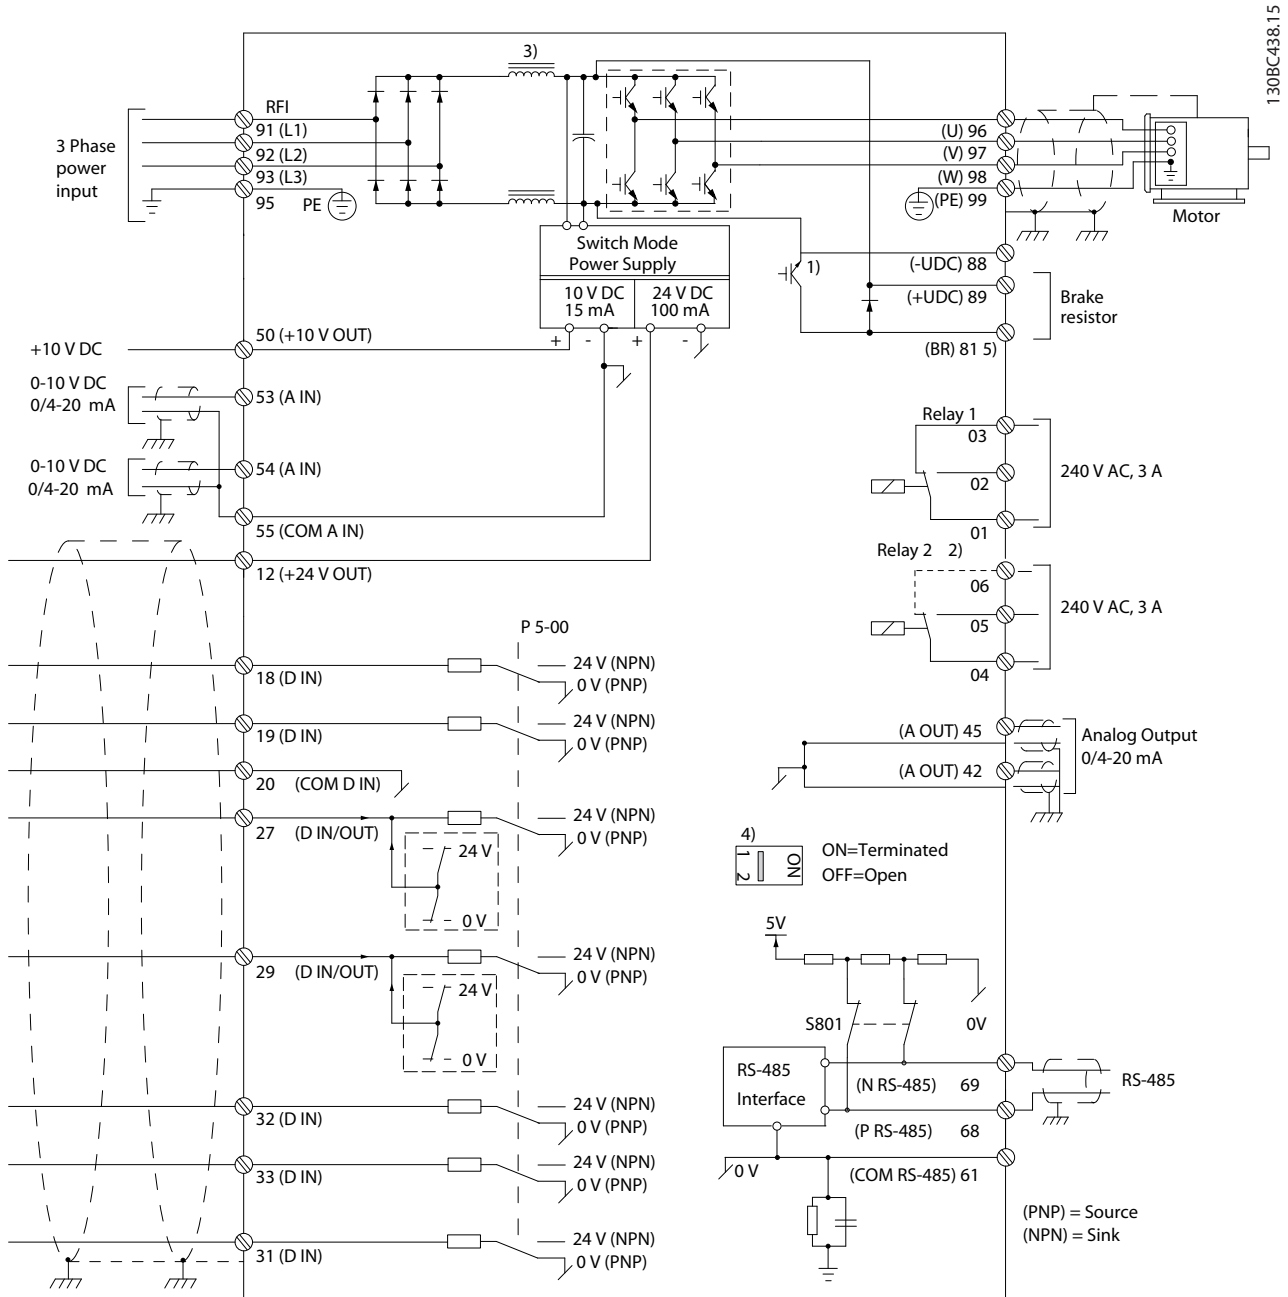 130BC438.15
3)
3 Phase
power
input
RFI
91 (L1)
92 (L2)
93 (L3)
95
PE
(U) 96
(V) 97
(W) 98
(PE) 99
Motor
Switch Mode
Power Supply
10 V DC
15 mA
24 V DC
100 mA
+ - + -
1)
(-UDC) 88
(+UDC) 89
(BR) 81 5)
Brake
resistor
+10 V DC
50 (+10 V OUT)
0-10 V DC
0/4-20 mA
53 (A IN)
0-10 V DC
0/4-20 mA
54 (A IN)
55 (COM A IN)
12 (+24 V OUT)
Relay 1
03
02
01
240 V AC, 3 A
Relay 2 2)
06
05
04
240 V AC, 3 A
P 5-00
18 (D IN)
24 V (NPN)
0 V (PNP)
19 (D IN)
24 V (NPN)
0 V (PNP)
20 (COM D IN)
27 (D IN/OUT)
24 V (NPN)
0 V (PNP)
24 V
0 V
29 (D IN/OUT)
24 V (NPN)
0 V (PNP)
24 V
0 V
32 (D IN)
24 V (NPN)
0 V (PNP)
33 (D IN)
24 V (NPN)
0 V (PNP)
31 (D IN)
24 V (NPN)
0 V (PNP)
(A OUT) 45
(A OUT) 42
Analog Output
0/4-20 mA
4)
1 2
ON
ON=Terminated
OFF=Open
5V
S801
0V
RS-485
Interface
(N RS-485) 69
(P RS-485) 68
RS-485
0 V
(COM RS-485) 61
(PNP) = Source
(NPN) = Sink